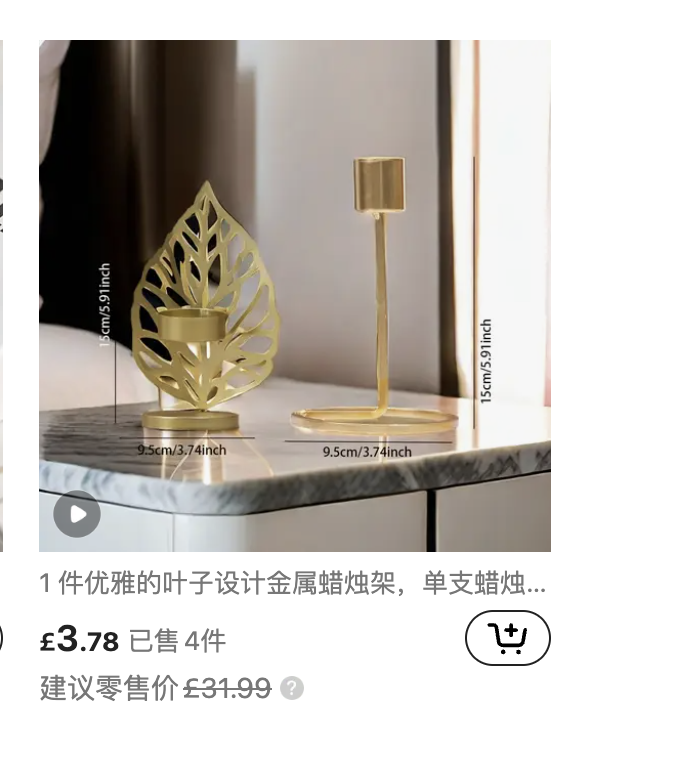 15cm/5.91inch
15cm/5.91inch
9.5cm/3.74inch
9.5cm/3.74inch
1 件优雅的叶子设计金属蜡烛架，单支蜡烛...
£3.78 已售 4件
建议零售价 £31.99 ?